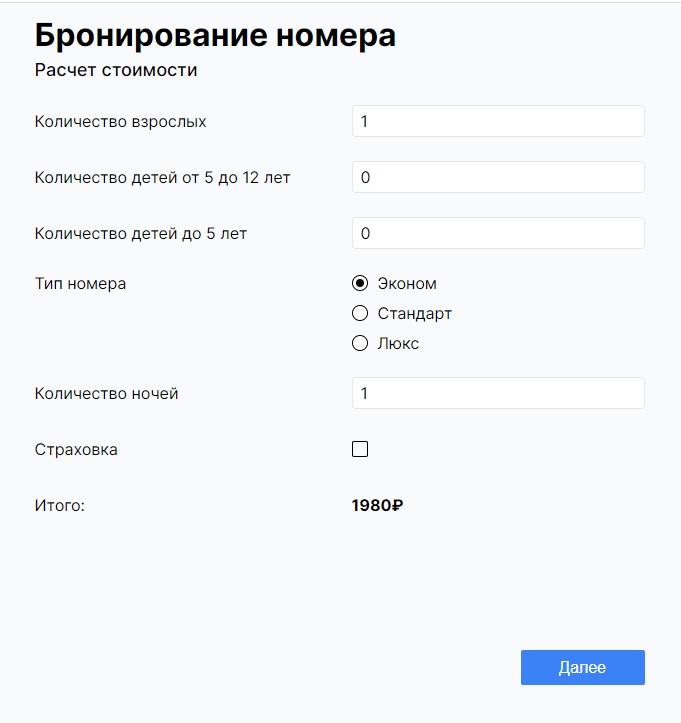 Бронирование номера
Расчет стоимости
Количество взрослых 1
Количество детей от 5 до 12 лет 0
Количество детей до 5 лет 0
Тип номера Эконом
Стандарт
Люкс
Количество ночей 1
Страховка
Итого: 1980₽
Далее